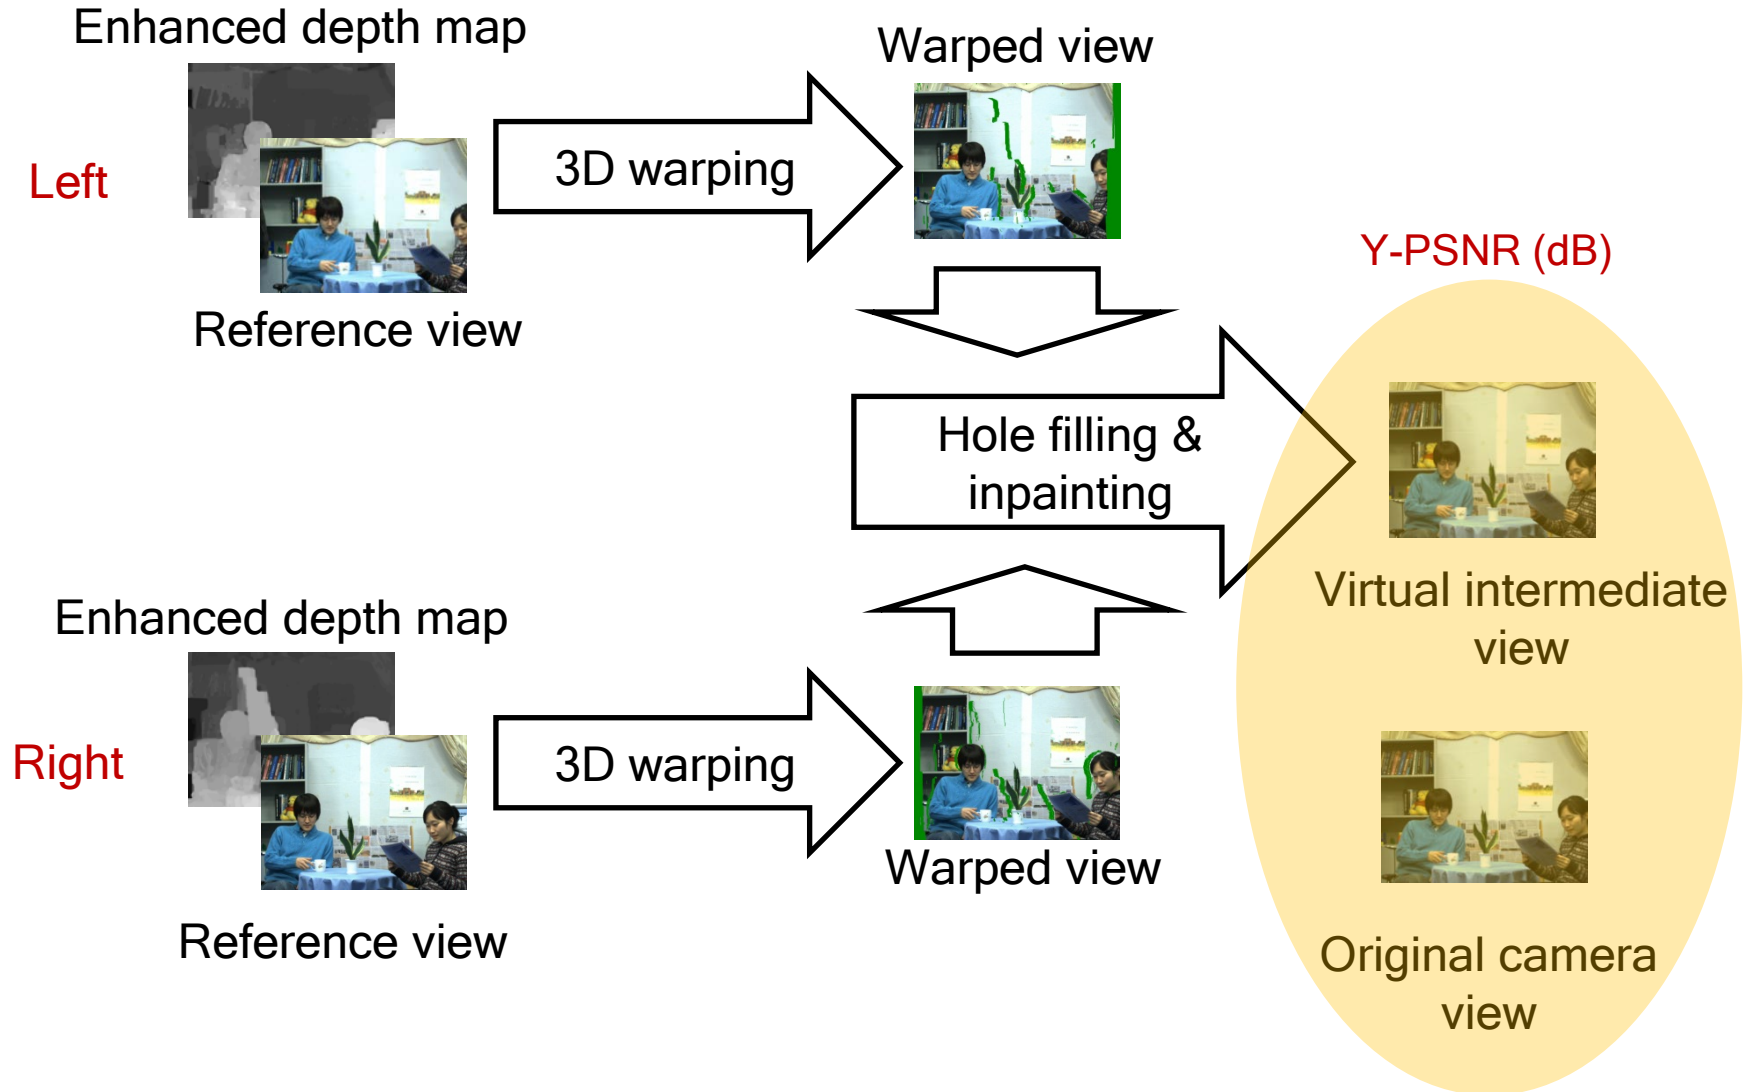 Enhanced depth map
Warped view
Left
3D warping
Reference view
Y-PSNR (dB)
Hole filling &
inpainting
Virtual intermediate
view
Enhanced depth map
Right
3D warping
Warped view
Reference view
Original camera
view